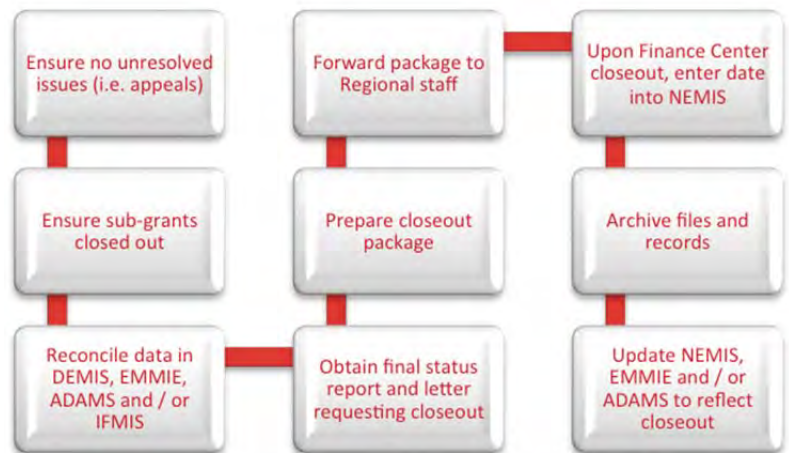 Ensure no unresolved
issues (i.e. appeals)
Ensure sub-grants
closed out
Reconcile data in
DEMIS, EMMIE,
ADAMS and / or
IFMIS
Obtain final status
report and letter
requesting closeout
Prepare closeout
package
Forward package to
Regional staff
Upon Finance Center
closeout, enter date
into NEMIS
Archive files and
records
Update NEMIS,
EMMIE and / or
ADAMS to reflect
closeout